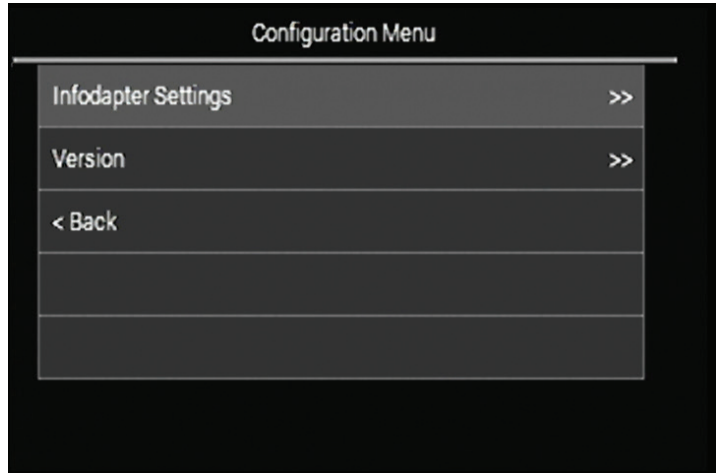 Configuration Menu
Infodapter Settings >>
Version >>
< Back